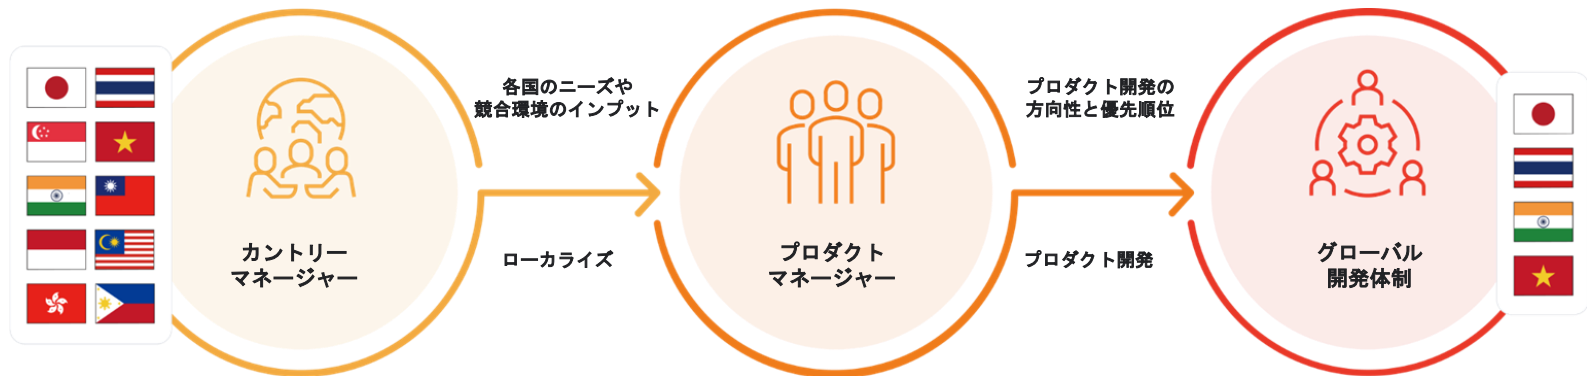 カントリー
マネージャー
各国のニーズや
競合環境のインプット
ローカライズ
プロダクト
マネージャー
プロダクト開発の
方向性と優先順位
プロダクト開発
グローバル
開発体制